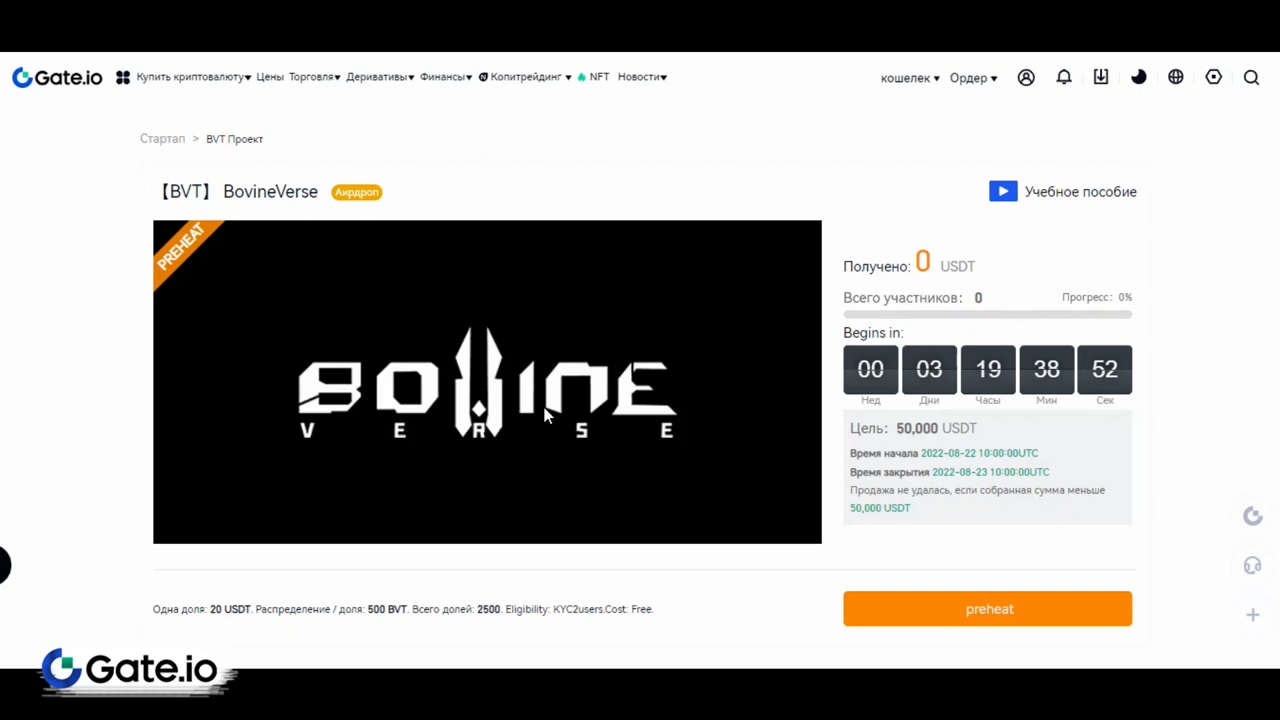 Gate.io Купить криптовалюту Цены Торговля Деривативы Финансы Копитрейдинг NFT Новости кошелек Ордер
Стартап > BVT Проект
【BVT】 BovineVerse Аирдроп
Учебное пособие
PREHEAT
BOVINE
VERSE
Получено: 0 USDT
Всего участников: 0 Прогресс: 0%
Begins in:
00 03 19 38 52
Нед Дни Часы Мин Сек
Цель: 50,000 USDT
Время начала 2022-08-22 10:00:00UTC
Время закрытия 2022-08-23 10:00:00UTC
Продажа не удалась, если собранная сумма меньше
50,000 USDT
Одна доля: 20 USDT. Распределение / доля: 500 BVT. Всего долей: 2500. Eligibility: KYC2users.Cost: Free.
preheat
Gate.io